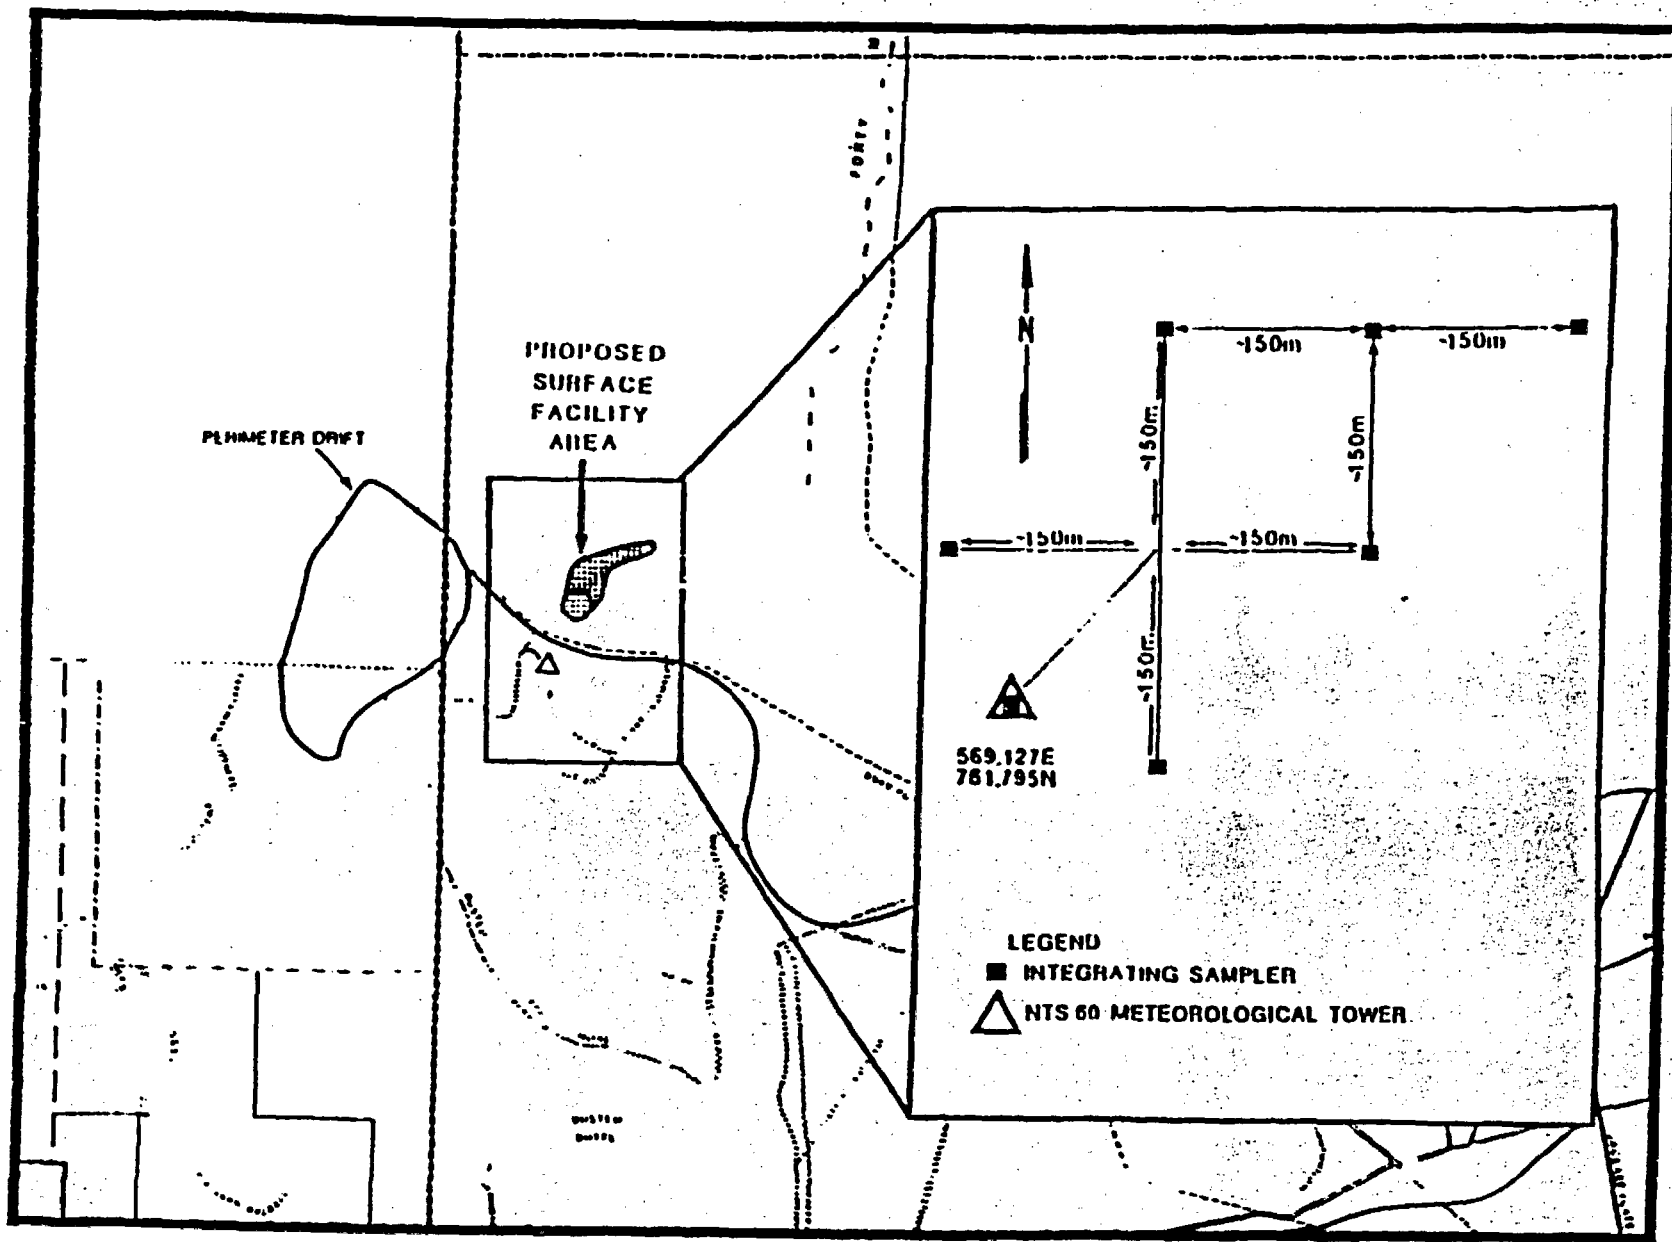 FORTY
PROPOSED
SURFACE
FACILITY
AREA
PERIMETER DRIFT
N
~150m
~150m
~150m
~150m
~150m
~150m
~150m
569,127E
761,795N
LEGEND
INTEGRATING SAMPLER
NTS 60 METEOROLOGICAL TOWER